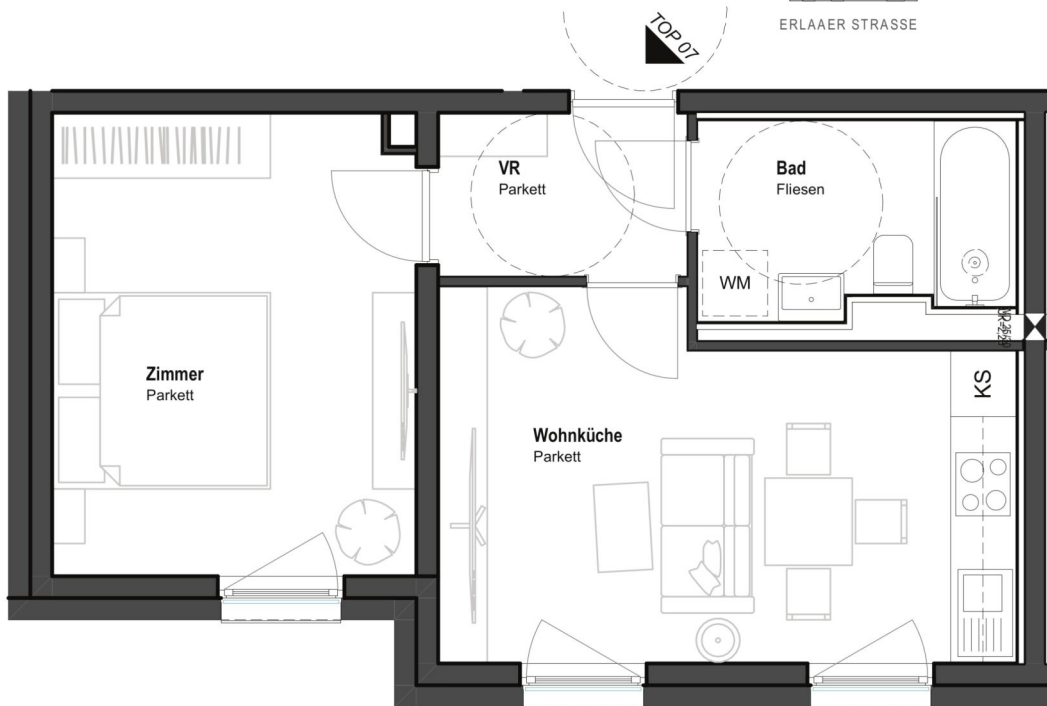 ERLAAER STRASSE
TOP 07
VR
Parkett
Bad
Fliesen
WM
Zimmer
Parkett
KS
Wohnküche
Parkett